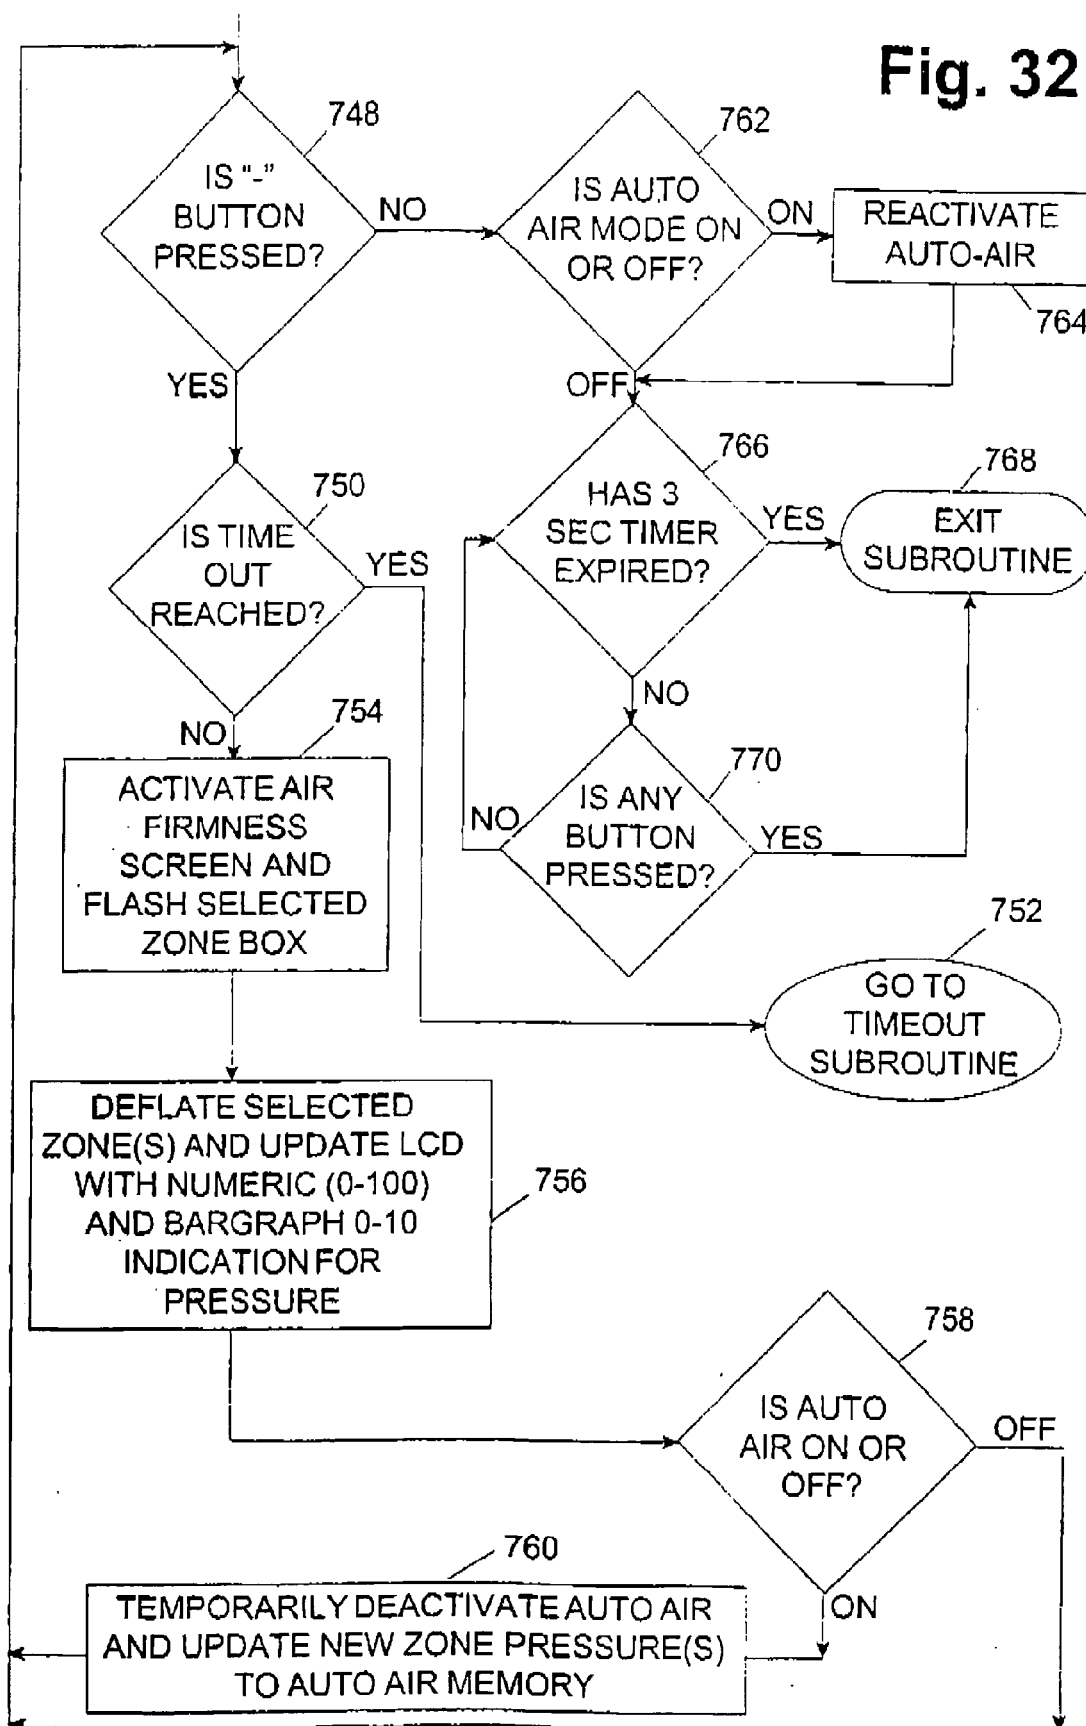 Fig. 32
748
IS "-"
BUTTON
PRESSED?
NO
YES
762
IS AUTO
AIR MODE ON
OR OFF?
ON
OFF
REACTIVATE
AUTO-AIR
764
750
IS TIME
OUT
REACHED?
YES
NO
766
HAS 3
SEC TIMER
EXPIRED?
YES
NO
768
EXIT
SUBROUTINE
754
ACTIVATE AIR
FIRMNESS
SCREEN AND
FLASH SELECTED
ZONE BOX
770
IS ANY
BUTTON
PRESSED?
NO
YES
752
GO TO
TIMEOUT
SUBROUTINE
DEFLATE SELECTED
ZONE(S) AND UPDATE LCD
WITH NUMERIC (0-100)
AND BARGRAPH 0-10
INDICATION FOR
PRESSURE
756
758
IS AUTO
AIR ON OR
OFF?
OFF
ON
760
TEMPORARILY DEACTIVATE AUTO AIR
AND UPDATE NEW ZONE PRESSURE(S)
TO AUTO AIR MEMORY